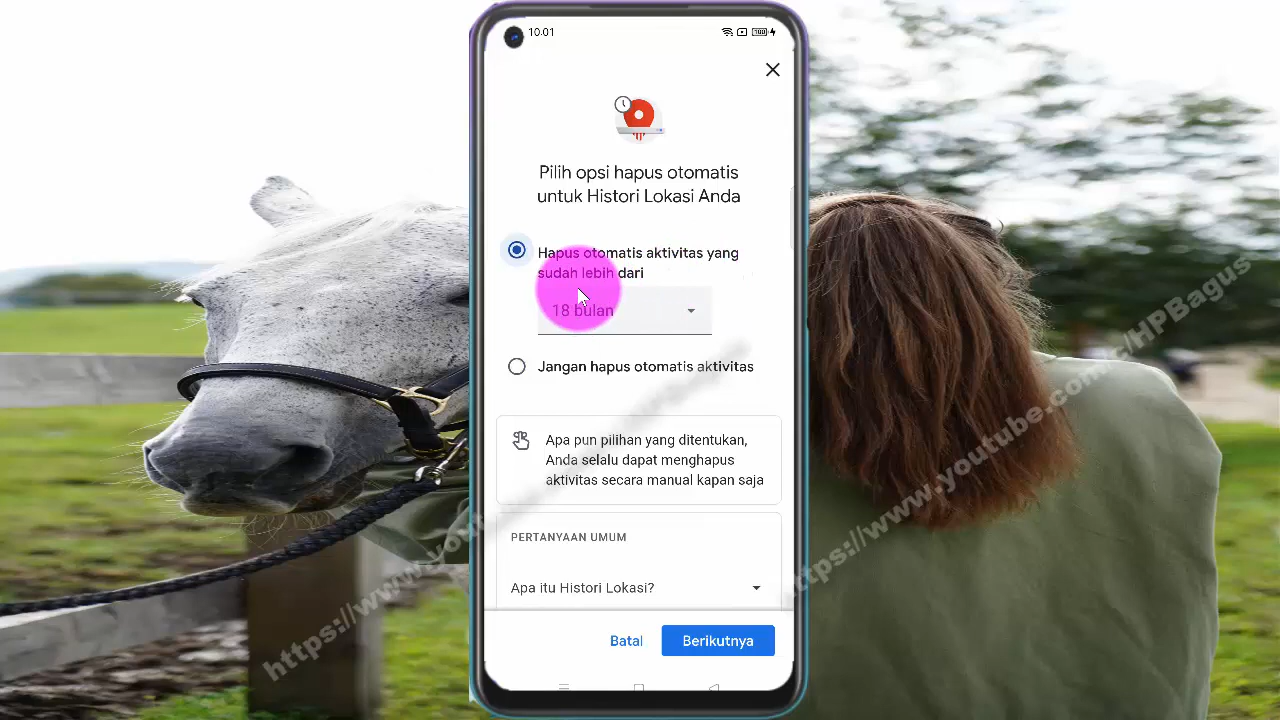 10.01
Pilih opsi hapus otomatis
untuk Histori Lokasi Anda
Hapus otomatis aktivitas yang
sudah lebih dari
18 bulan
Jangan hapus otomatis aktivitas
Apa pun pilihan yang ditentukan,
Anda selalu dapat menghapus
aktivitas secara manual kapan saja
PERTANYAAN UMUM
Apa itu Histori Lokasi?
Batal
Berikutnya
https://www.youtube.com/c/HPBagus